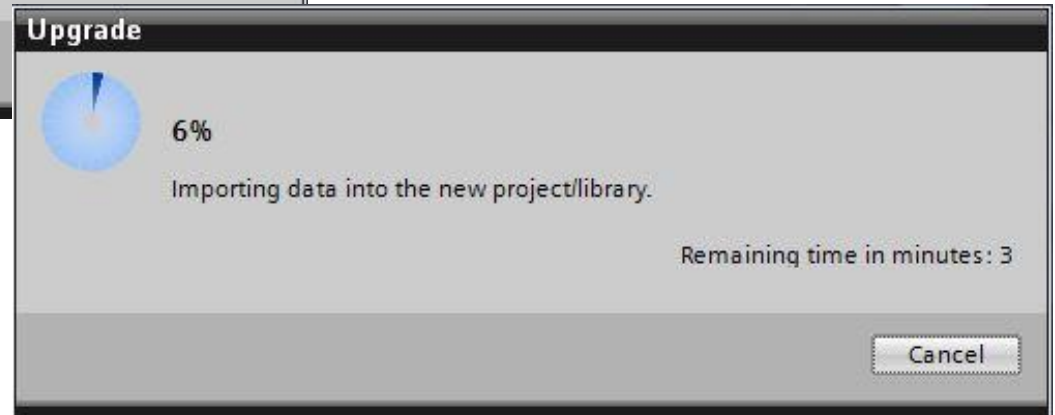 Upgrade
6%
Importing data into the new project/library.
Remaining time in minutes: 3
Cancel